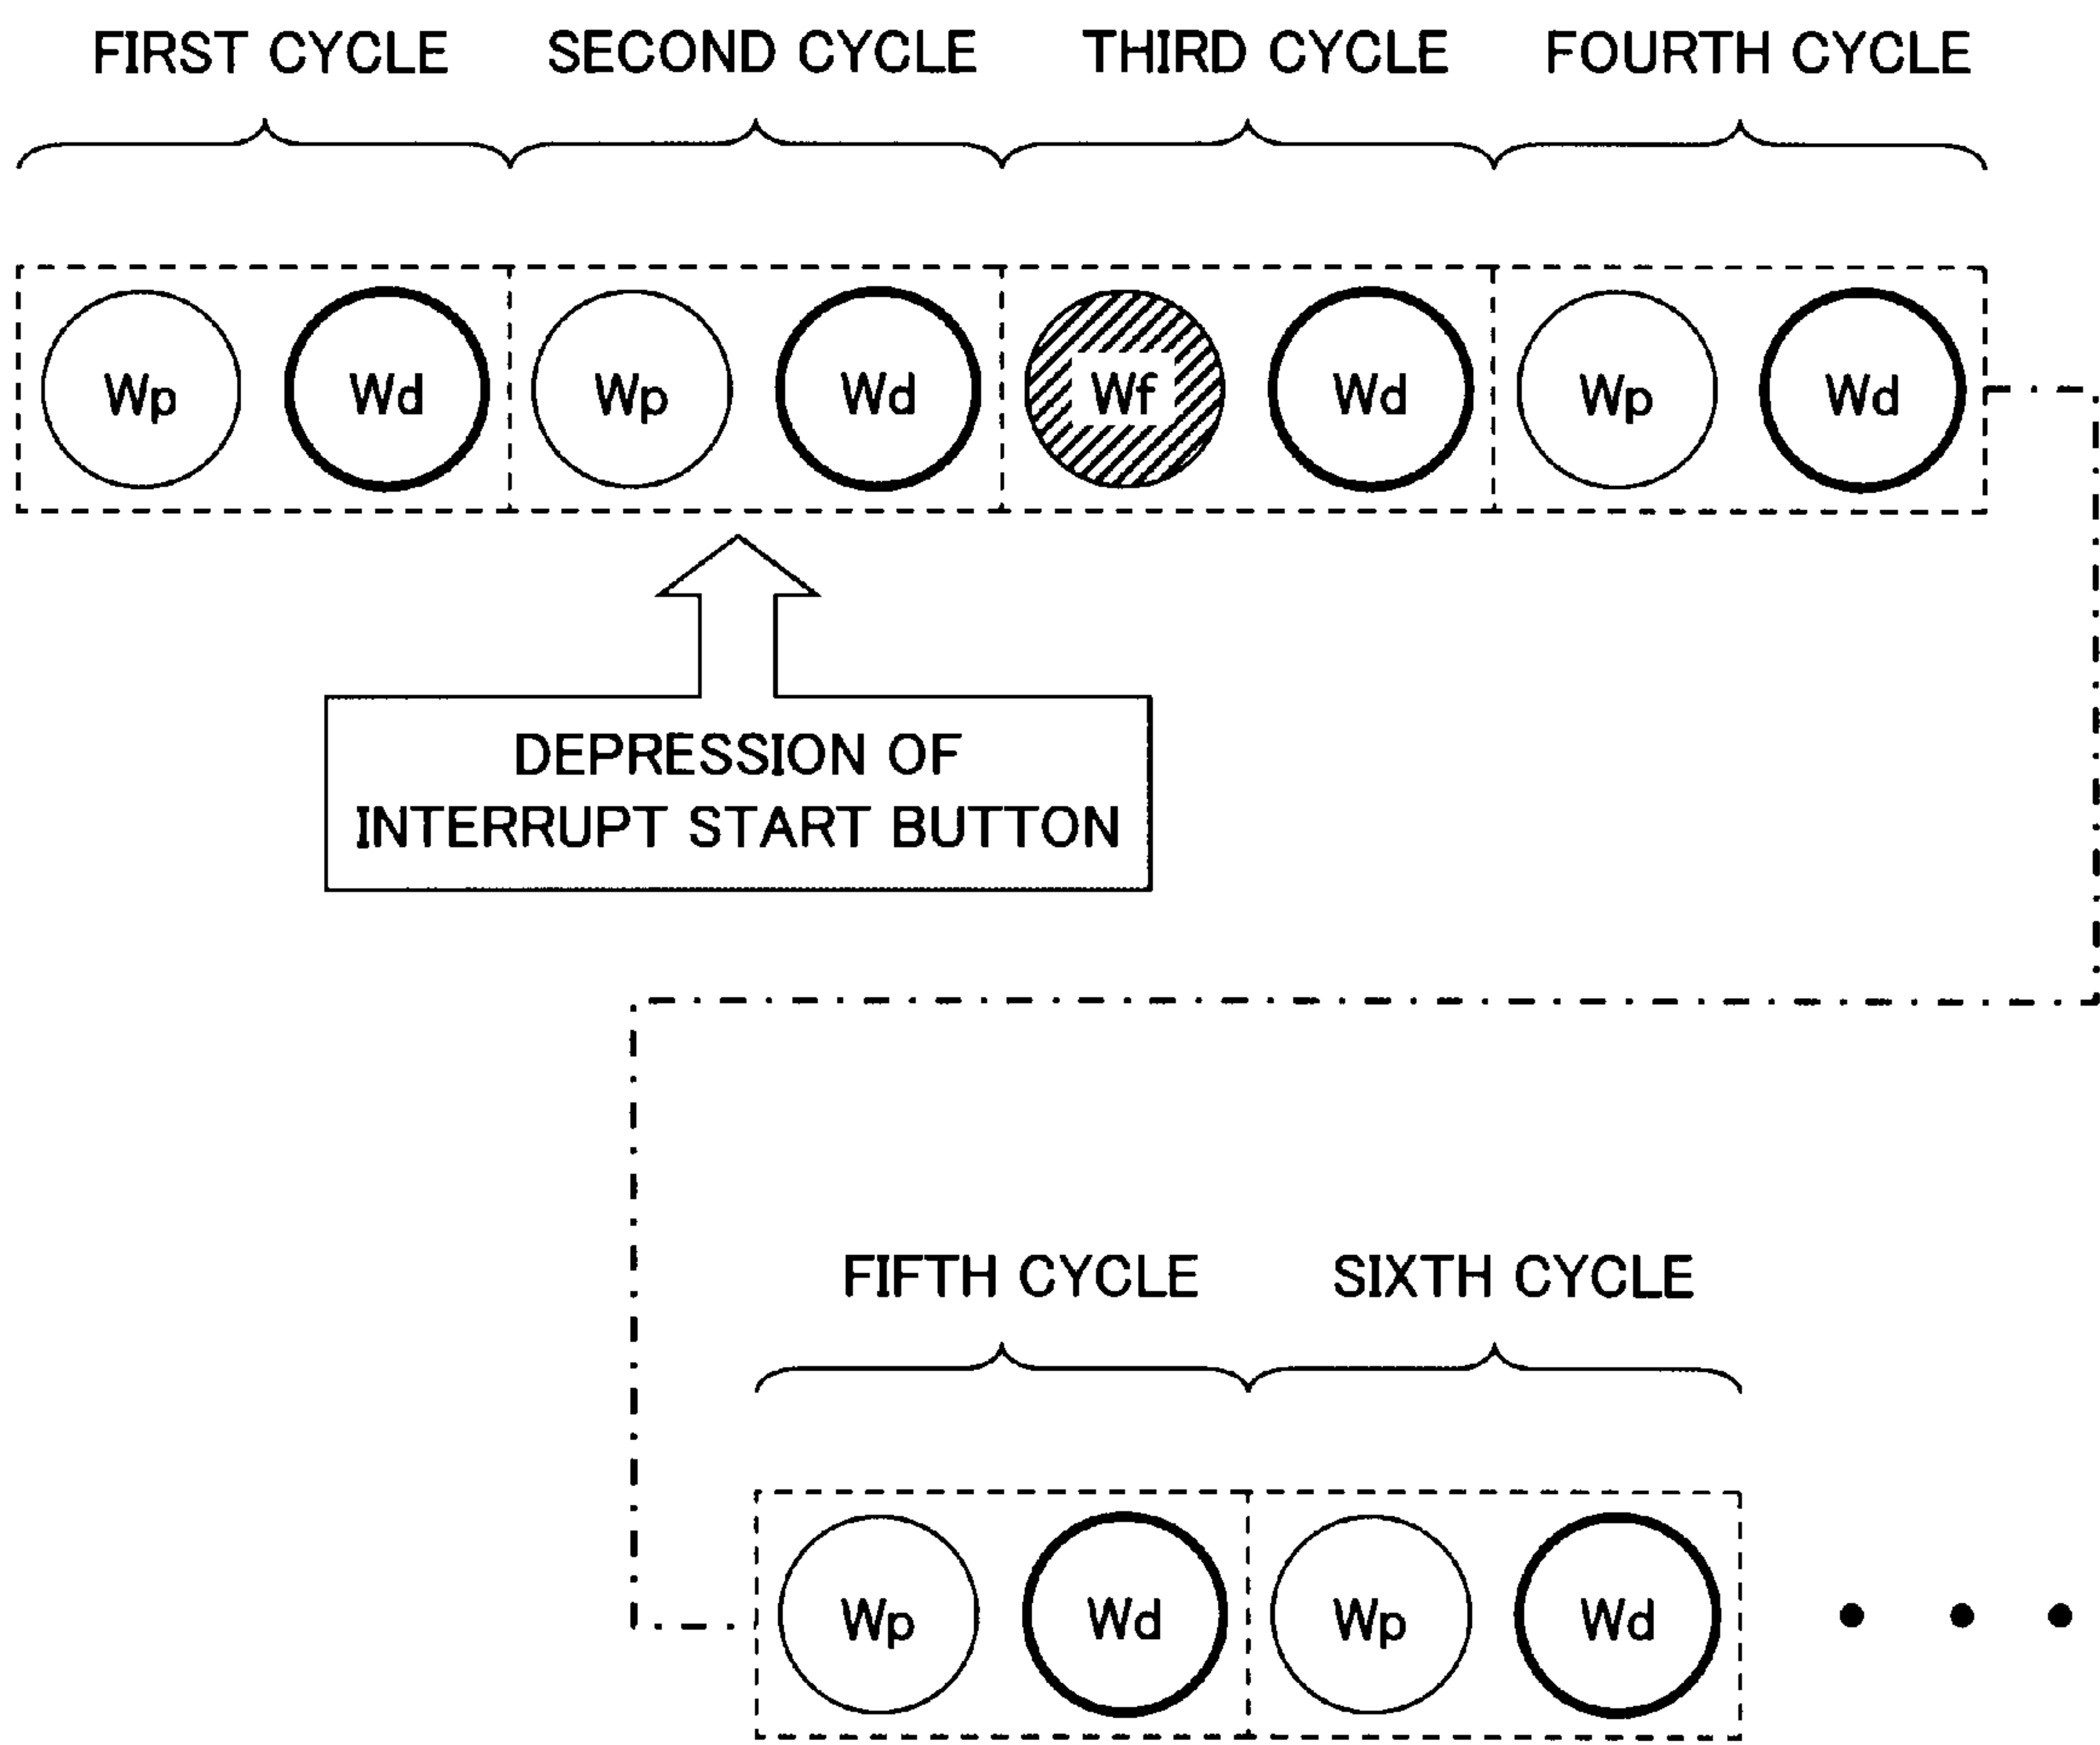 FIRST CYCLE SECOND CYCLE THIRD CYCLE FOURTH CYCLE
Wp Wd Wp Wd Wf Wd Wp Wd
DEPRESSION OF
INTERRUPT START BUTTON
FIFTH CYCLE SIXTH CYCLE
Wp Wd Wp Wd